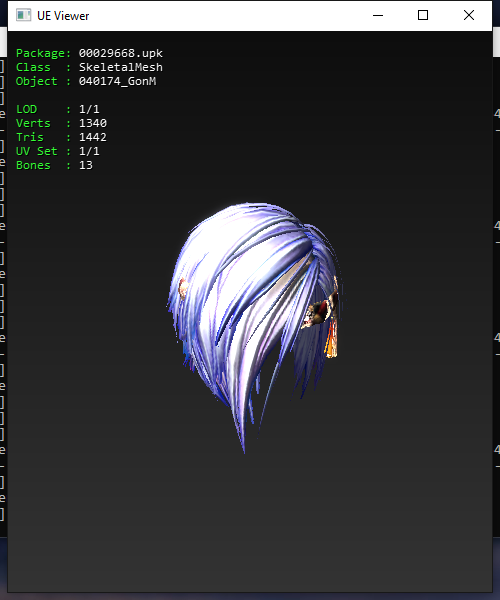 UE Viewer
Package: 00029668.upk
Class  : SkeletalMesh
Object : 040174_GonM
LOD    : 1/1
Verts  : 1340
Tris   : 1442
UV Set : 1/1
Bones  : 13